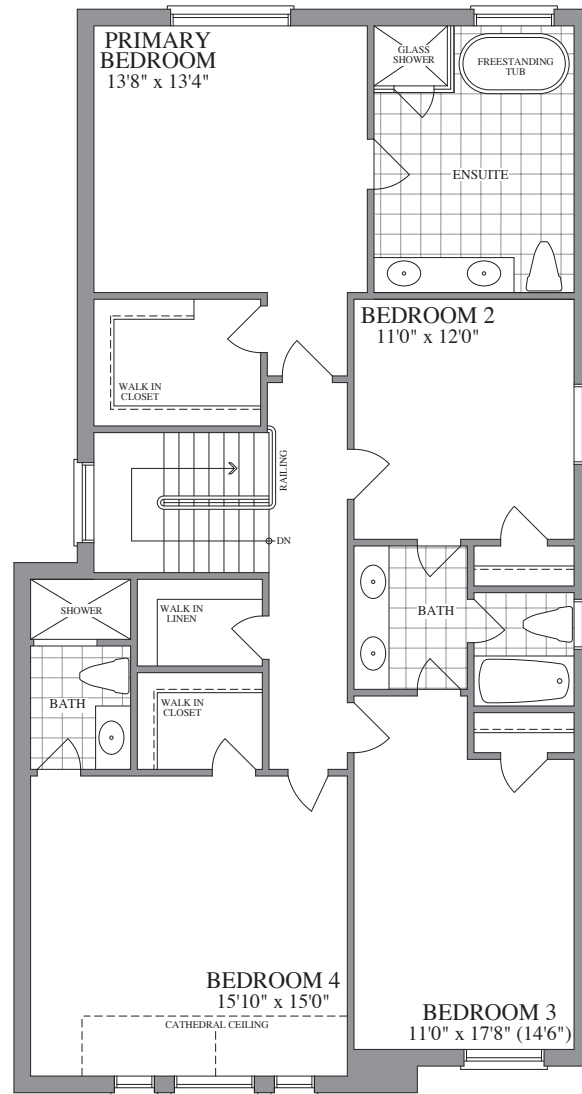 PRIMARY
BEDROOM
13'8" x 13'4"
GLASS
SHOWER
FREESTANDING
TUB
ENSUITE
BEDROOM 2
11'0" x 12'0"
WALK IN
CLOSET
RAILING
DN
SHOWER
WALK IN
LINEN
BATH
BATH
WALK IN
CLOSET
BEDROOM 4
15'10" x 15'0"
CATHEDRAL CEILING
BEDROOM 3
11'0" x 17'8" (14'6")